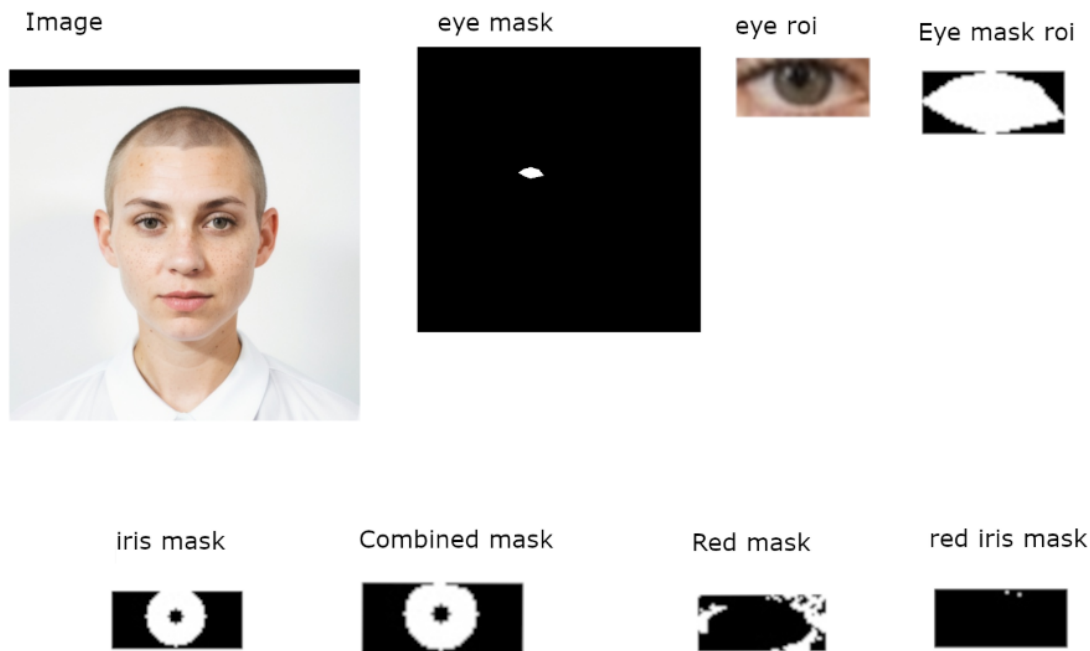 Image
eye mask
eye roi
Eye mask roi
iris mask
Combined mask
Red mask
red iris mask